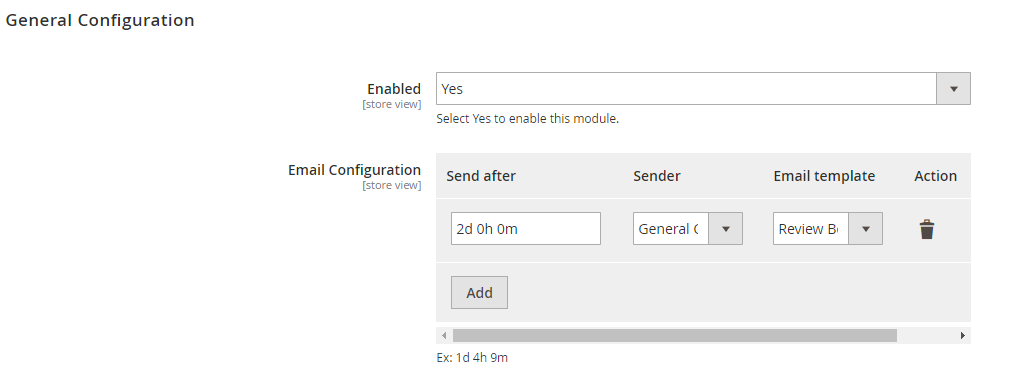 General Configuration
Enabled
[store view]
Yes
Select Yes to enable this module.
Email Configuration
[store view]
Send after Sender Email template Action
2d 0h 0m General Review
Add
Ex: 1d 4h 9m